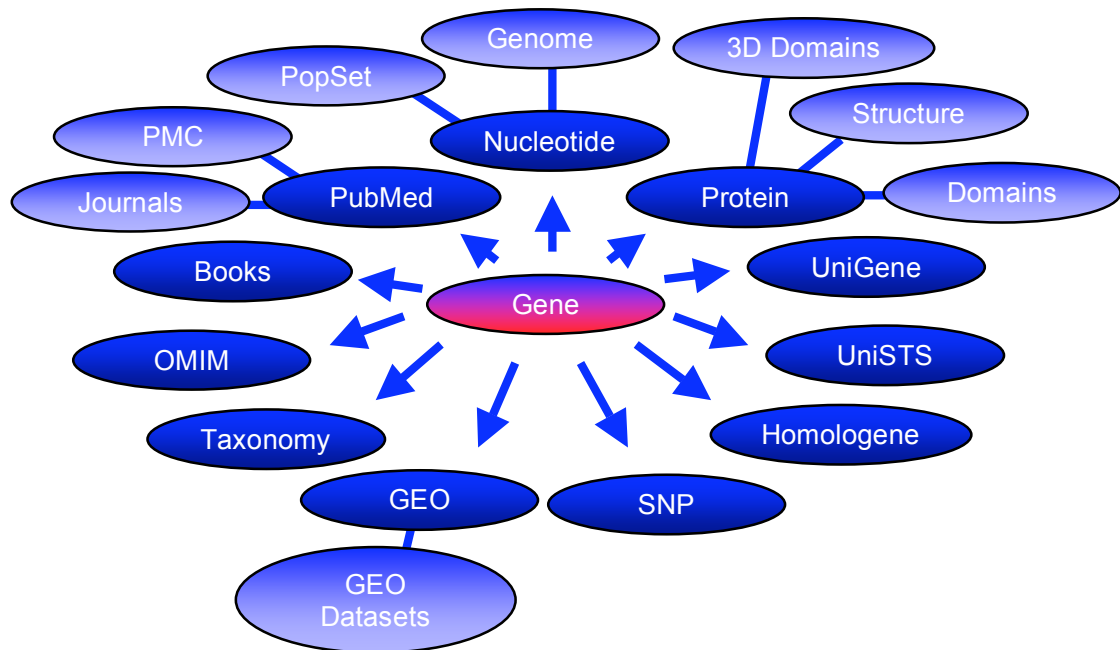 Genome
3D Domains
PopSet
Structure
PMC
Nucleotide
Journals
PubMed
Protein
Domains
Books
UniGene
Gene
OMIM
UniSTS
Taxonomy
Homologene
GEO
SNP
GEO
Datasets